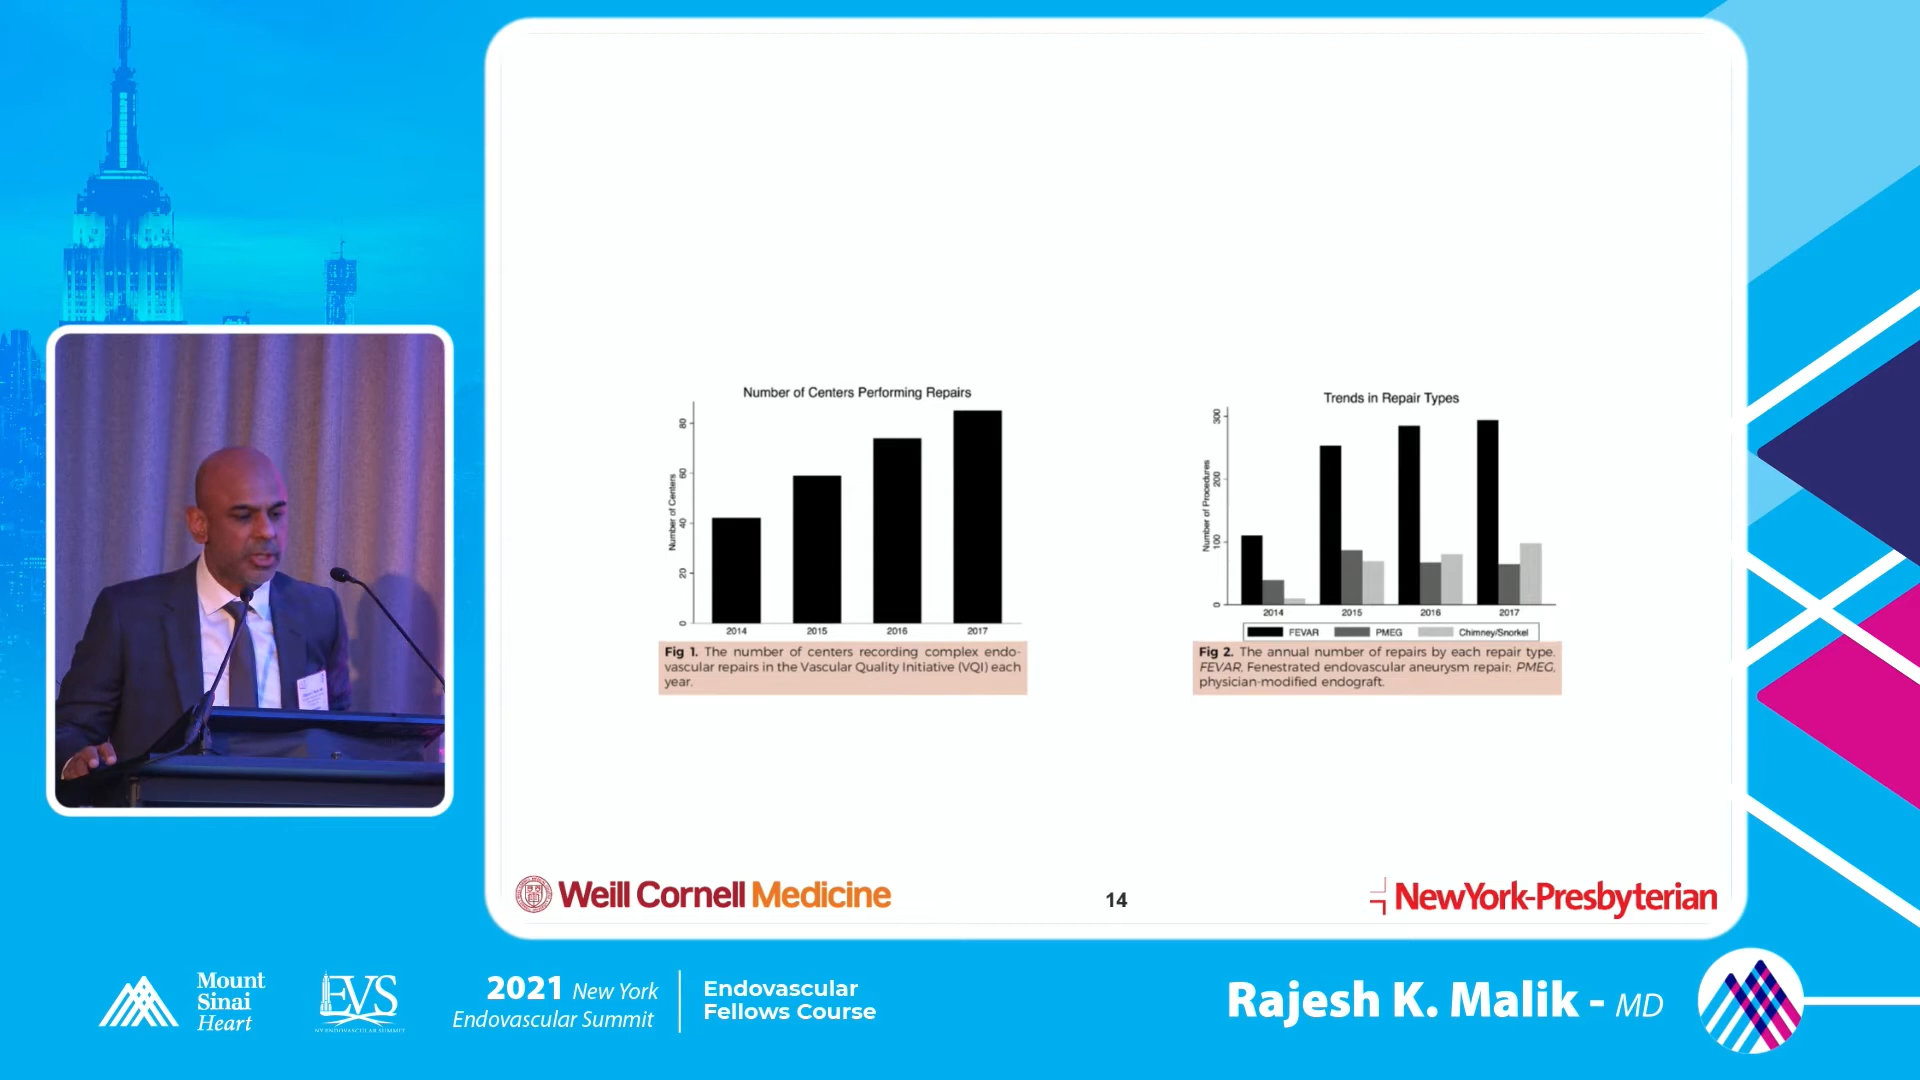 Number of Centers Performing Repairs
Number of Centers
80
60
40
20
0
2014 2015 2016 2017
Fig 1. The number of centers recording complex endo-
vascular repairs in the Vascular Quality Initiative (VQI) each
year.
Trends in Repair Types
Number of Procedures
300
200
100
0
2014 2015 2016 2017
FEVAR PMEG Chimney/Snorkel
Fig 2. The annual number of repairs by each repair type.
FEVAR, Fenestrated endovascular aneurysm repair; PMEG,
physician-modified endograft.
Weill Cornell Medicine
14
NewYork-Presbyterian
Mount
Sinai
Heart
EVS
NY ENDOVASCULAR SUMMIT
2021 New York
Endovascular Summit
Endovascular
Fellows Course
Rajesh K. Malik - MD